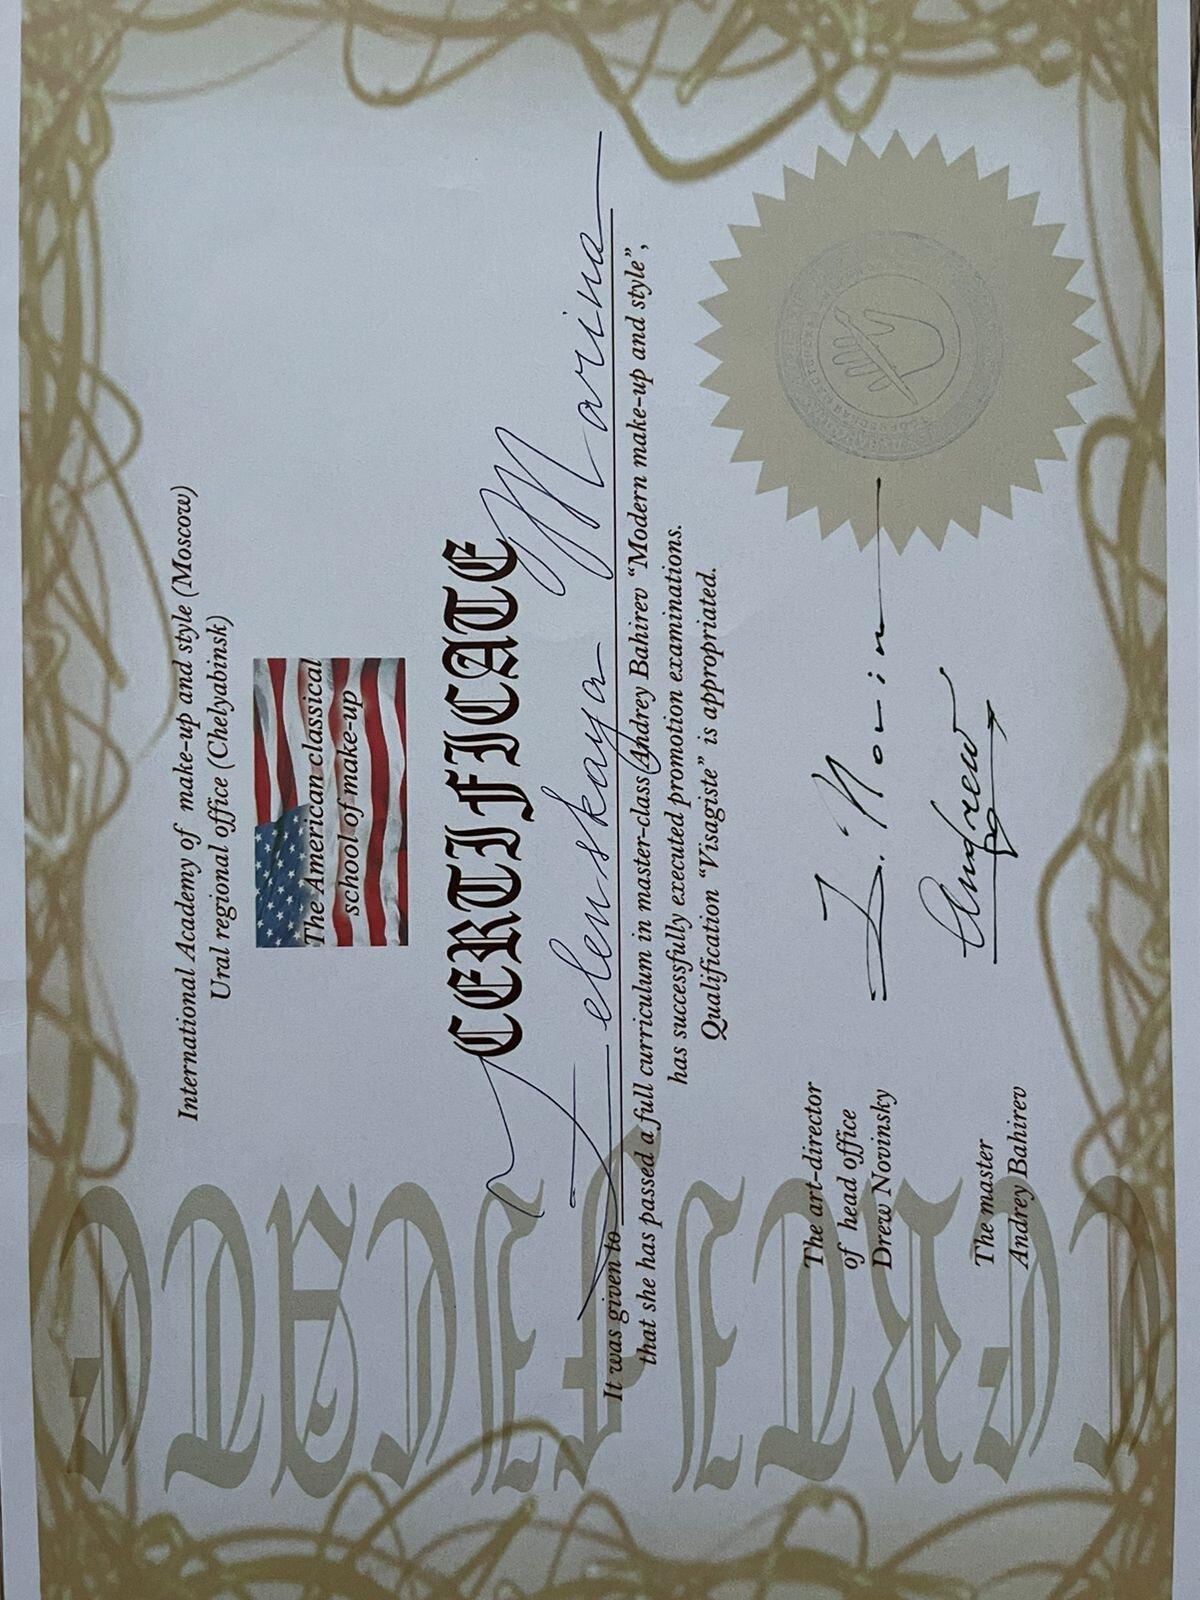 International Academy of make-up and style (Moscow)
Ural regional office (Chelyabinsk)
The American classical
school of make-up
CERTIFICATE
It was given to Zelenskaya Marina
that she has passed a full curriculum in master-class Andrey Bahirev “Modern make-up and style”,
has successfully executed promotion examinations.
Qualification “Visagiste” is appropriated.
The art-director
of head office
Drew Novinsky
The master
Andrey Bahirev
Andrew